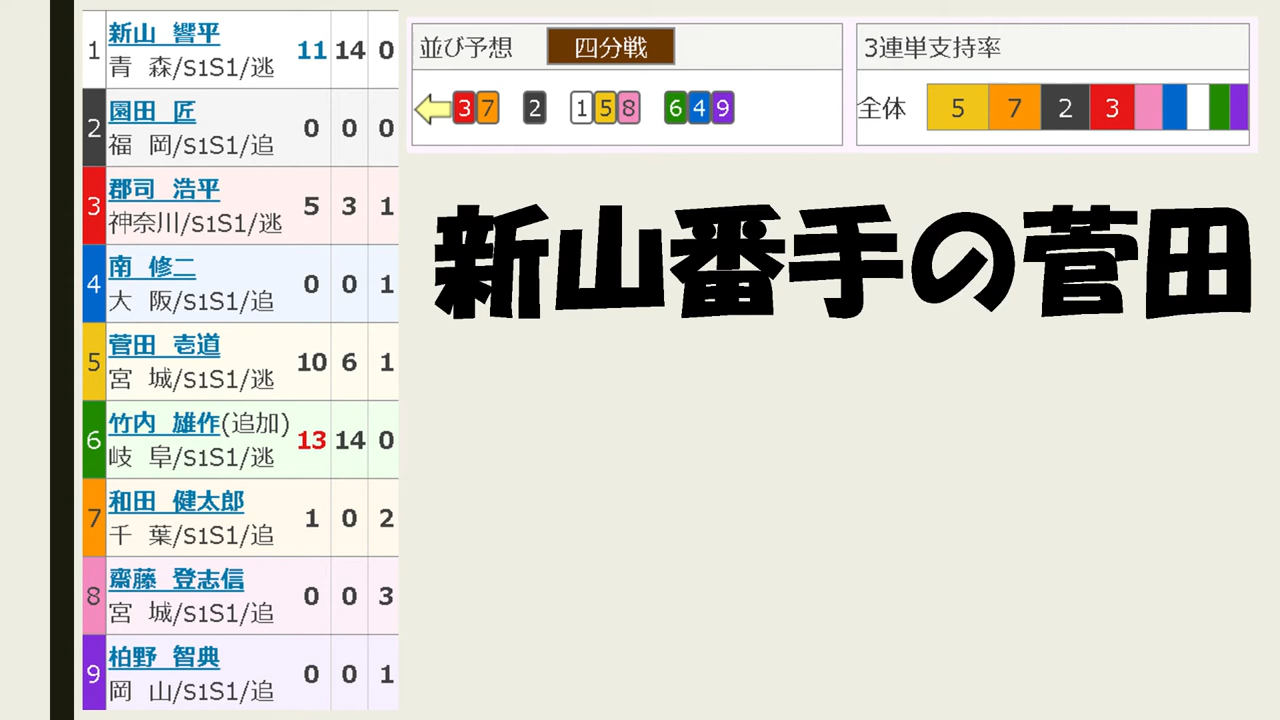 1 新山 響平 11 14 0
青 森/S1S1/逃
2 園田 匠 0 0 0
福 岡/S1S1/追
3 郡司 浩平 5 3 1
神奈川/S1S1/逃
4 南 修二 0 0 1
大 阪/S1S1/追
5 菅田 壱道 10 6 1
宮 城/S1S1/逃
6 竹内 雄作(追加) 13 14 0
岐 阜/S1S1/逃
7 和田 健太郎 1 0 2
千 葉/S1S1/追
8 齋藤 登志信 0 0 3
宮 城/S1S1/追
9 柏野 智典 0 0 1
岡 山/S1S1/追
並び予想 四分戦
3 7 2 1 5 8 6 4 9
3連単支持率
全体 5 7 2 3
新山番手の菅田